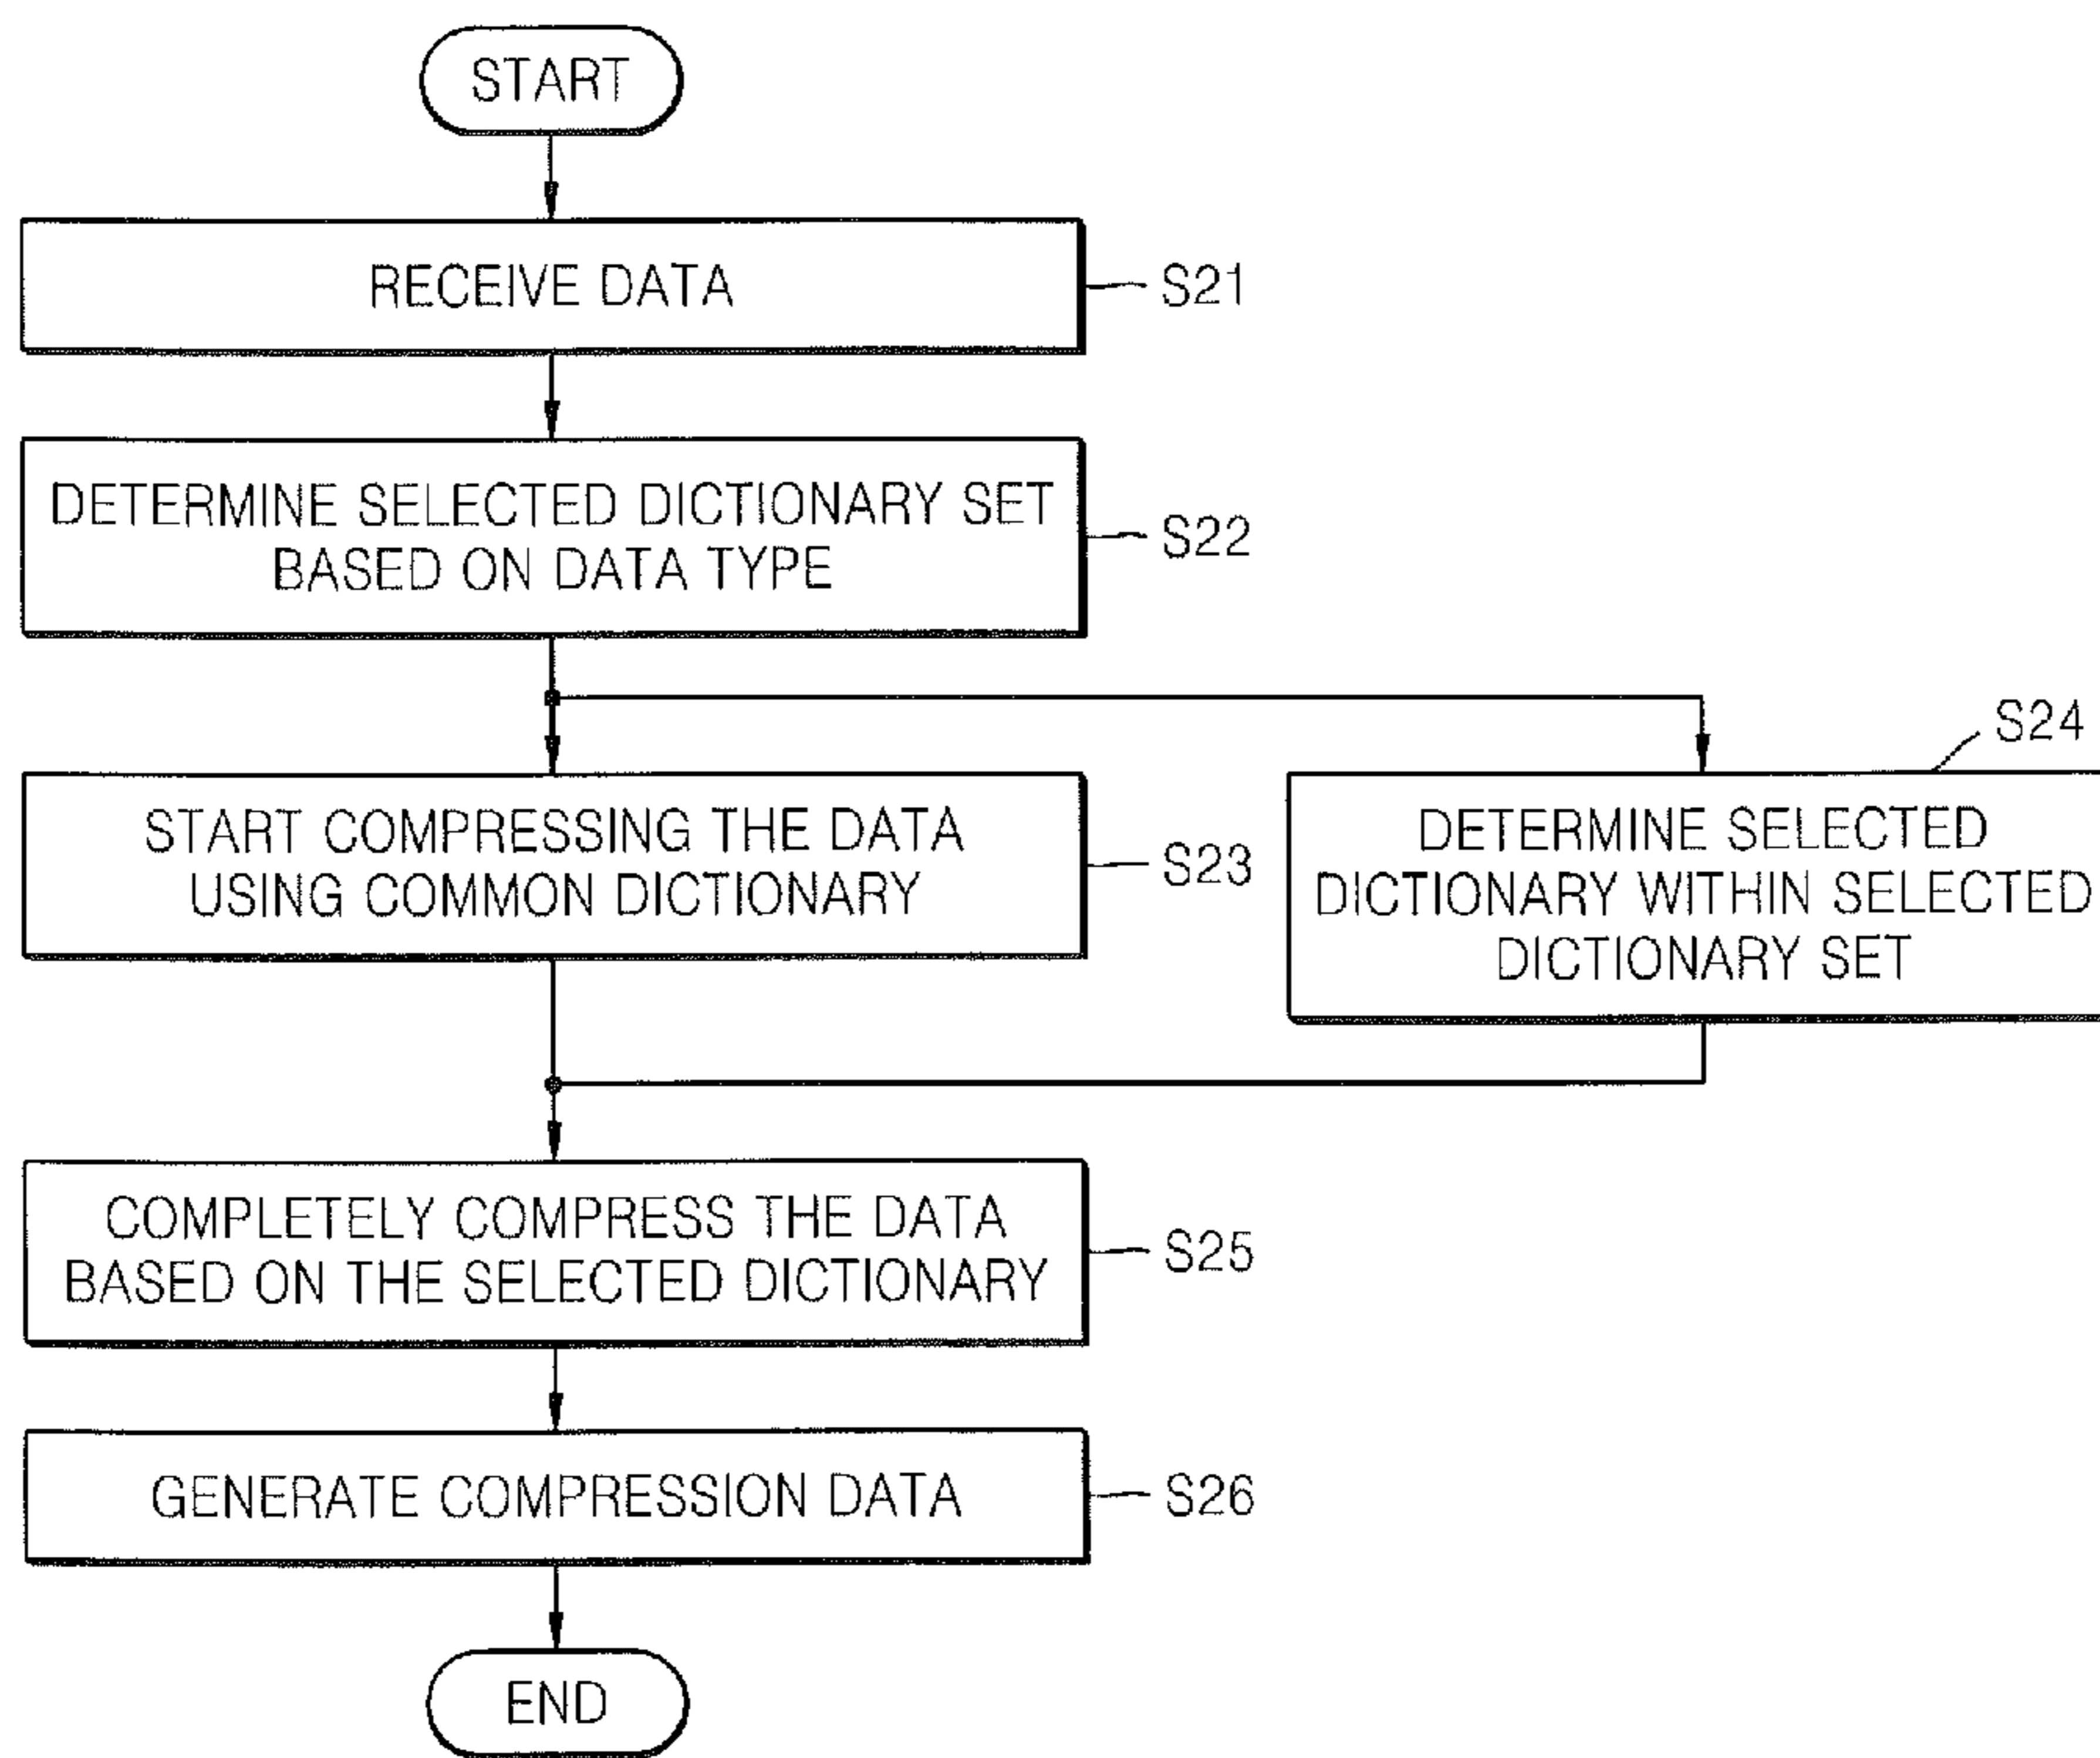 START
RECEIVE DATA
S21
DETERMINE SELECTED DICTIONARY SET
BASED ON DATA TYPE
S22
START COMPRESSING THE DATA
USING COMMON DICTIONARY
S23
S24
DETERMINE SELECTED
DICTIONARY WITHIN SELECTED
DICTIONARY SET
COMPLETELY COMPRESS THE DATA
BASED ON THE SELECTED DICTIONARY
S25
GENERATE COMPRESSION DATA
S26
END